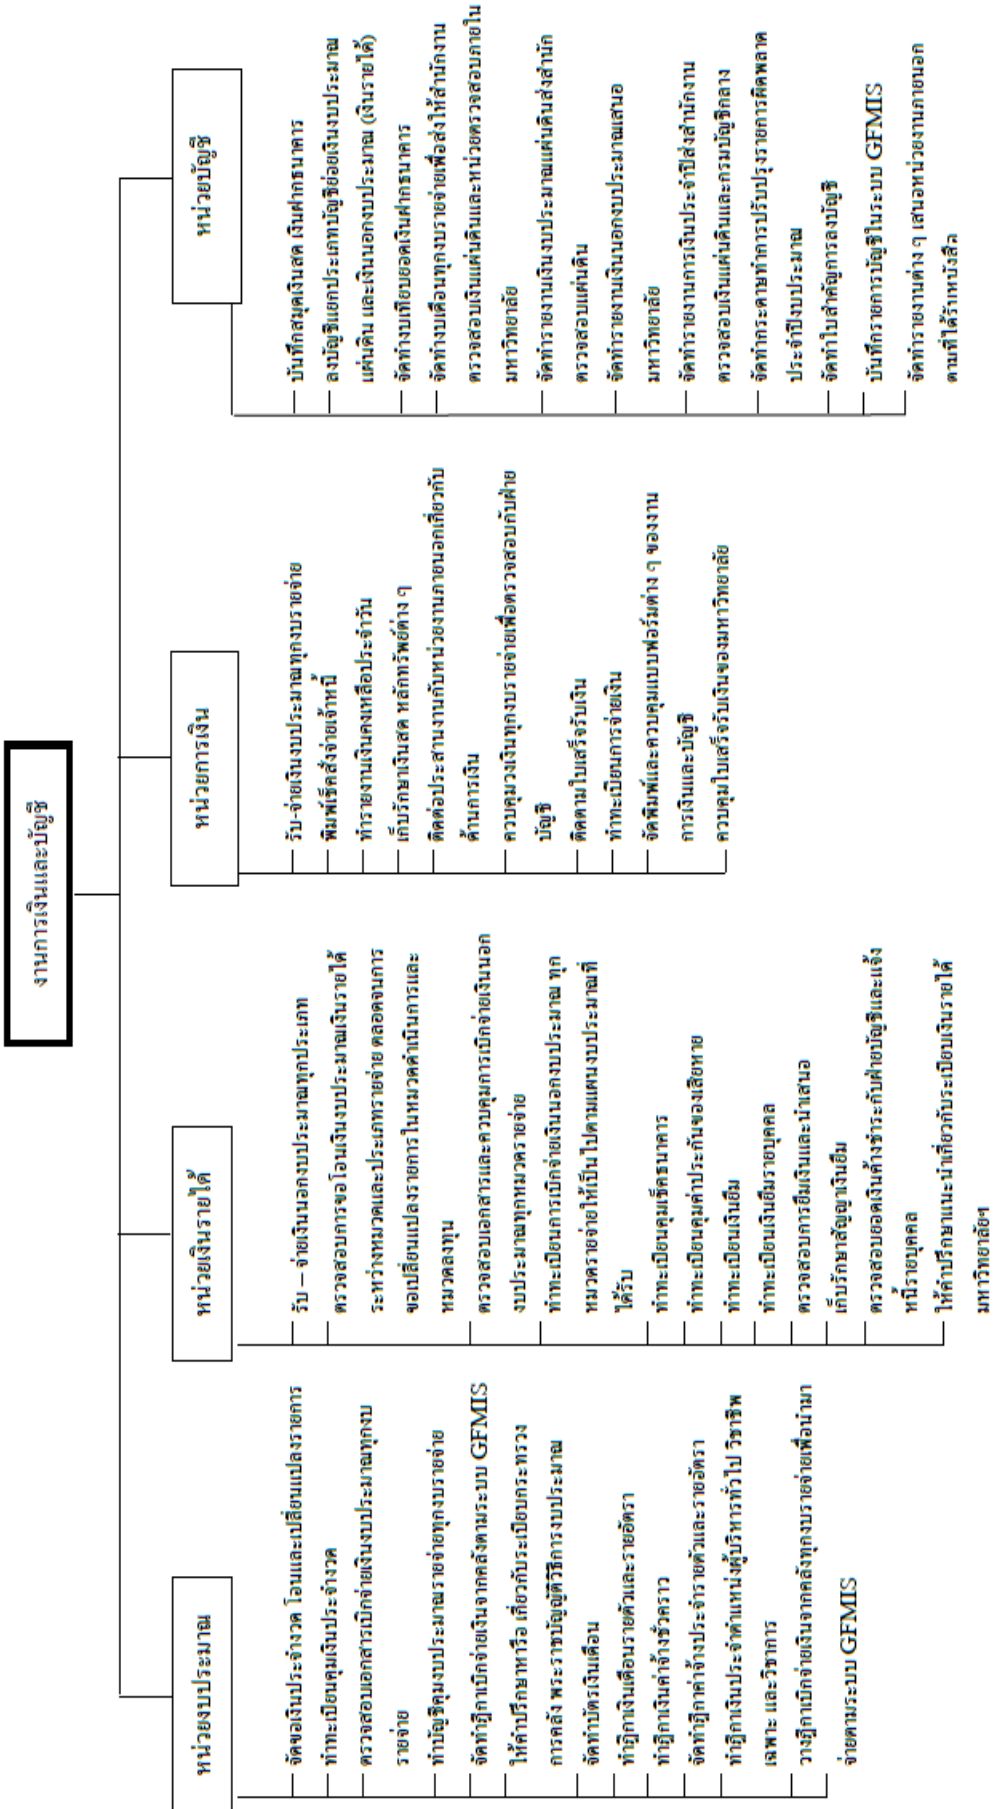 งานการเงินและบัญชี
หน่วยงบประมาณ
จัดขอเงินประจำงวด โอนและเปลี่ยนแปลงรายการ
ทำทะเบียนคุมเงินประจำงวด
ตรวจสอบเอกสารเบิกจ่ายเงินงบประมาณทุกงบ
รายจ่าย
ทำบัญชีคุมงบประมาณรายจ่ายทุกงบรายจ่าย
จัดทำฎีกาเบิกจ่ายเงินจากคลังตามระบบ GFMIS
ให้คำปรึกษาหารือ เกี่ยวกับระเบียบกระทรวง
การคลัง พระราชบัญญัติวิธีการงบประมาณ
จัดทำบัตรเงินเดือน
ทำฎีกาเงินเดือนรายตัวและรายอัตรา
ทำฎีกาเงินค่าจ้างชั่วคราว
จัดทำฎีกาค่าจ้างประจำรายตัวและรายอัตรา
ทำฎีกาเงินประจำตำแหน่งผู้บริหารทั่วไป วิชาชีพ
เฉพาะ และวิชาการ
วางฎีกาเบิกจ่ายเงินจากคลังทุกงบรายจ่ายเพื่อนำมา
จ่ายตามระบบ GFMIS
หน่วยเงินรายได้
รับ – จ่ายเงินนอกงบประมาณทุกประเภท
ตรวจสอบการขอโอนเงินงบประมาณเงินรายได้
ระหว่างหมวดและประเภทรายจ่าย ตลอดจนการ
ขอเปลี่ยนแปลงรายการในหมวดดำเนินการและ
หมวดลงทุน
ตรวจสอบเอกสารและควบคุมการเบิกจ่ายเงินนอก
งบประมาณทุกหมวดรายจ่าย
ทำทะเบียนการเบิกจ่ายเงินนอกงบประมาณ ทุก
หมวดรายจ่ายให้เป็นไปตามแผนงบประมาณที่
ได้รับ
ทำทะเบียนคุมเช็คธนาคาร
ทำทะเบียนคุมค่าประกันของเสียหาย
ทำทะเบียนเงินยืม
ทำทะเบียนเงินยืมรายบุคคล
ตรวจสอบการยืมเงินและนำเสนอ
เก็บรักษาสัญญาเงินยืม
ตรวจสอบยอดเงินค้างชำระกับฝ่ายบัญชีและแจ้ง
หนี้รายบุคคล
ให้คำปรึกษาแนะนำเกี่ยวกับระเบียบเงินรายได้
มหาวิทยาลัยฯ
หน่วยการเงิน
รับ-จ่ายเงินงบประมาณทุกงบรายจ่าย
พิมพ์เช็คสั่งจ่ายเจ้าหนี้
ทำรายงานเงินคงเหลือประจำวัน
เก็บรักษาเงินสด หลักทรัพย์ต่าง ๆ
ติดต่อประสานงานกับหน่วยงานภายนอกเกี่ยวกับ
ด้านการเงิน
ควบคุมวงเงินทุกงบรายจ่ายเพื่อตรวจสอบกับฝ่าย
บัญชี
ติดตามใบเสร็จรับเงิน
ทำทะเบียนการจ่ายเงิน
จัดพิมพ์และควบคุมแบบฟอร์มต่าง ๆ ของงาน
การเงินและบัญชี
ควบคุมใบเสร็จรับเงินของมหาวิทยาลัย
หน่วยบัญชี
บันทึกสมุดเงินสด เงินฝากธนาคาร
ลงบัญชีแยกประเภทบัญชีย่อยเงินงบประมาณ
แผ่นดิน และเงินนอกงบประมาณ (เงินรายได้)
จัดทำงบเทียบยอดเงินฝากธนาคาร
จัดทำงบเดือนทุกงบรายจ่ายเพื่อส่งให้สำนักงาน
ตรวจสอบเงินแผ่นดินและหน่วยตรวจสอบภายใน
มหาวิทยาลัย
จัดทำรายงานเงินงบประมาณแผ่นดินส่งสำนัก
ตรวจสอบแผ่นดิน
จัดทำรายงานเงินนอกงบประมาณเสนอ
มหาวิทยาลัย
จัดทำรายงานการเงินประจำปีส่งสำนักงาน
ตรวจสอบเงินแผ่นดินและกรมบัญชีกลาง
จัดทำกระดาษทำการปรับปรุงรายการผิดพลาด
ประจำปีงบประมาณ
จัดทำใบสำคัญการลงบัญชี
บันทึกรายการบัญชีในระบบ GFMIS
จัดทำรายงานต่าง ๆ เสนอหน่วยงานภายนอก
ตามที่ได้รับหนังสือ